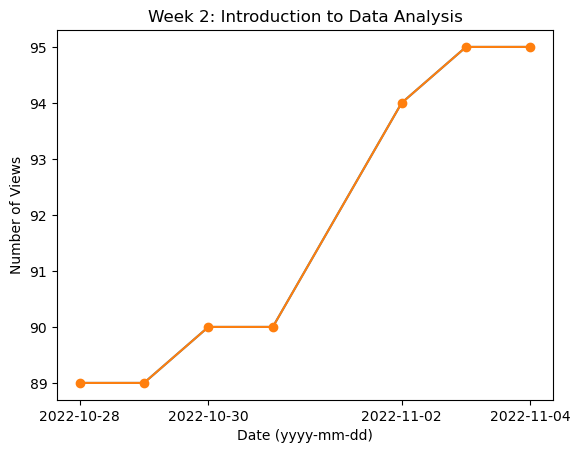 Week 2: Introduction to Data Analysis
95
94
93
92
91
90
89
Number of Views
2022-10-28 2022-10-30 2022-11-02 2022-11-04
Date (yyyy-mm-dd)